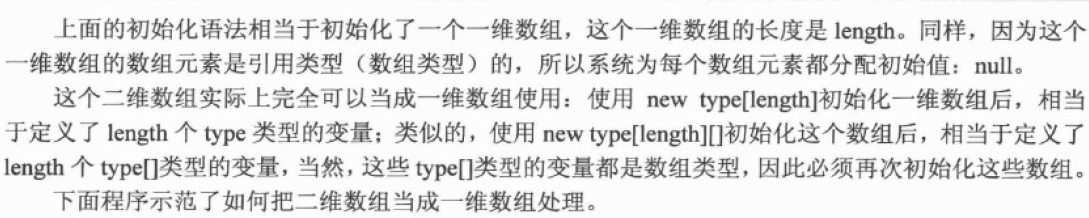 上面的初始化语法相当于初始化了一个一维数组，这个一维数组的长度是 length。同样，因为这个
一维数组的数组元素是引用类型（数组类型）的，所以系统为每个数组元素都分配初始值：null。
这个二维数组实际上完全可以当成一维数组使用：使用 new type[length]初始化一维数组后，相当
于定义了 length 个 type 类型的变量；类似的，使用 new type[length][]初始化这个数组后，相当于定义了
length 个 type[]类型的变量，当然，这些 type[]类型的变量都是数组类型，因此必须再次初始化这些数组。
下面程序示范了如何把二维数组当成一维数组处理。